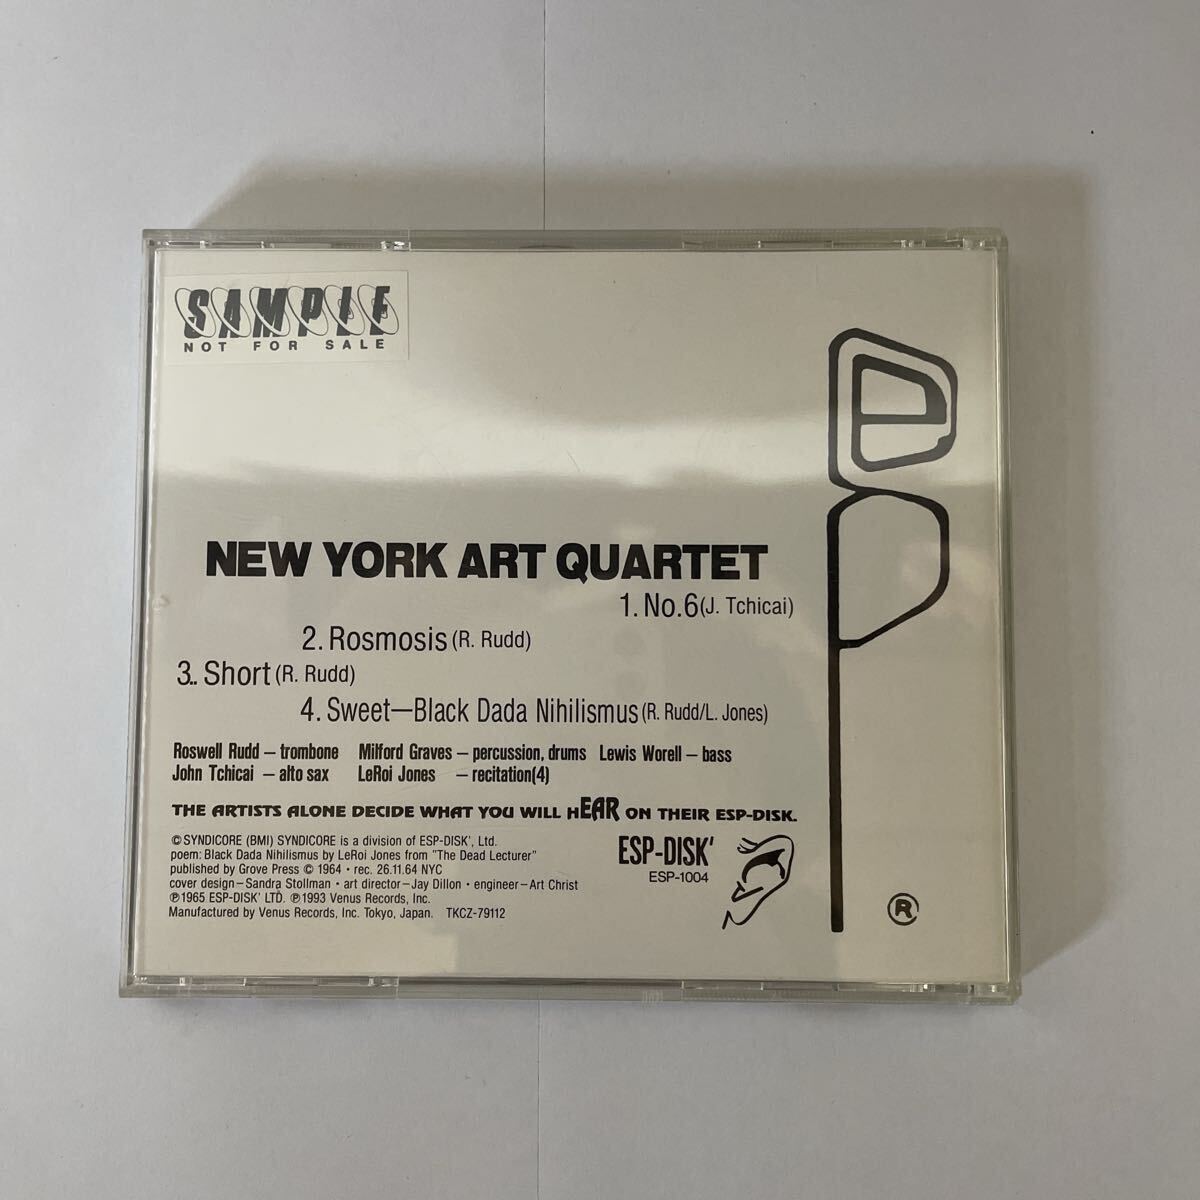 SAMPLE
NOT FOR SALE
NEW YORK ART QUARTET
1. No.6 (J. Tchicai)
2. Rosmosis (R. Rudd)
3.. Short (R. Rudd)
4. Sweet—Black Dada Nihilismus (R. Rudd/L. Jones)
Roswell Rudd – trombone Milford Graves – percussion, drums Lewis Worell – bass
John Tchicai – alto sax LeRoi Jones – recitation(4)
THE ARTISTS ALONE DECIDE WHAT YOU WILL HEAR ON THEIR ESP-DISK.
© SYNDICORE (BMI) SYNDICORE is a division of ESP-DISK', Ltd.
poem: Black Dada Nihilismus by LeRoi Jones from "The Dead Lecturer"
published by Grove Press © 1964 • rec. 26.11.64 NYC
cover design – Sandra Stollman • art director – Jay Dillon • engineer – Art Christ
℗1965 ESP-DISK' LTD. ℗1993 Venus Records, Inc.
Manufactured by Venus Records, Inc. Tokyo, Japan. TKCZ-79112
ESP-DISK'
ESP-1004
esp
®